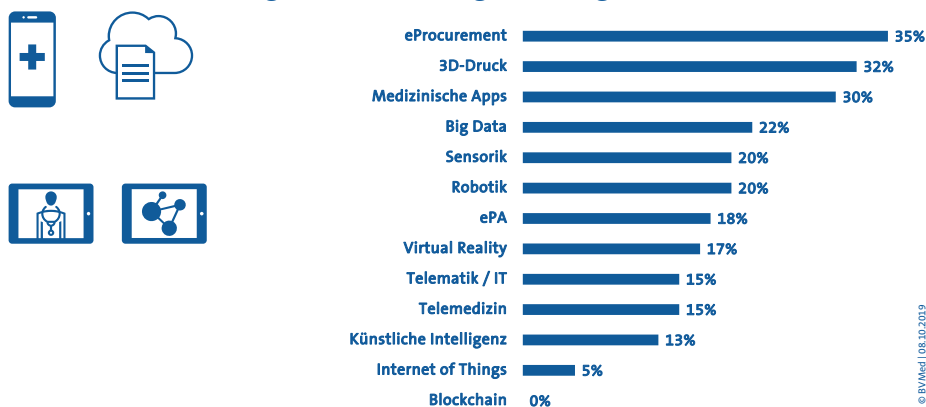 eProcurement 35%
3D-Druck 32%
Medizinische Apps 30%
Big Data 22%
Sensorik 20%
Robotik 20%
ePA 18%
Virtual Reality 17%
Telematik / IT 15%
Telemedizin 15%
Künstliche Intelligenz 13%
Internet of Things 5%
Blockchain 0%
© BVMed | 08.10.2019